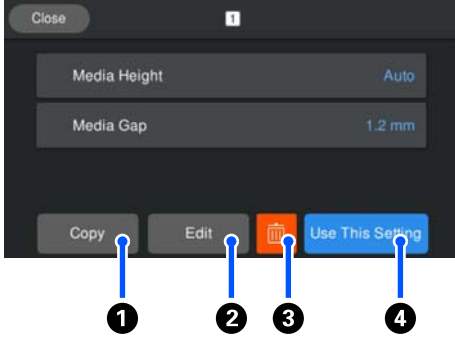 Close
1
Media Height Auto
Media Gap 1.2 mm
Copy Edit Use This Setting
1 2 3 4